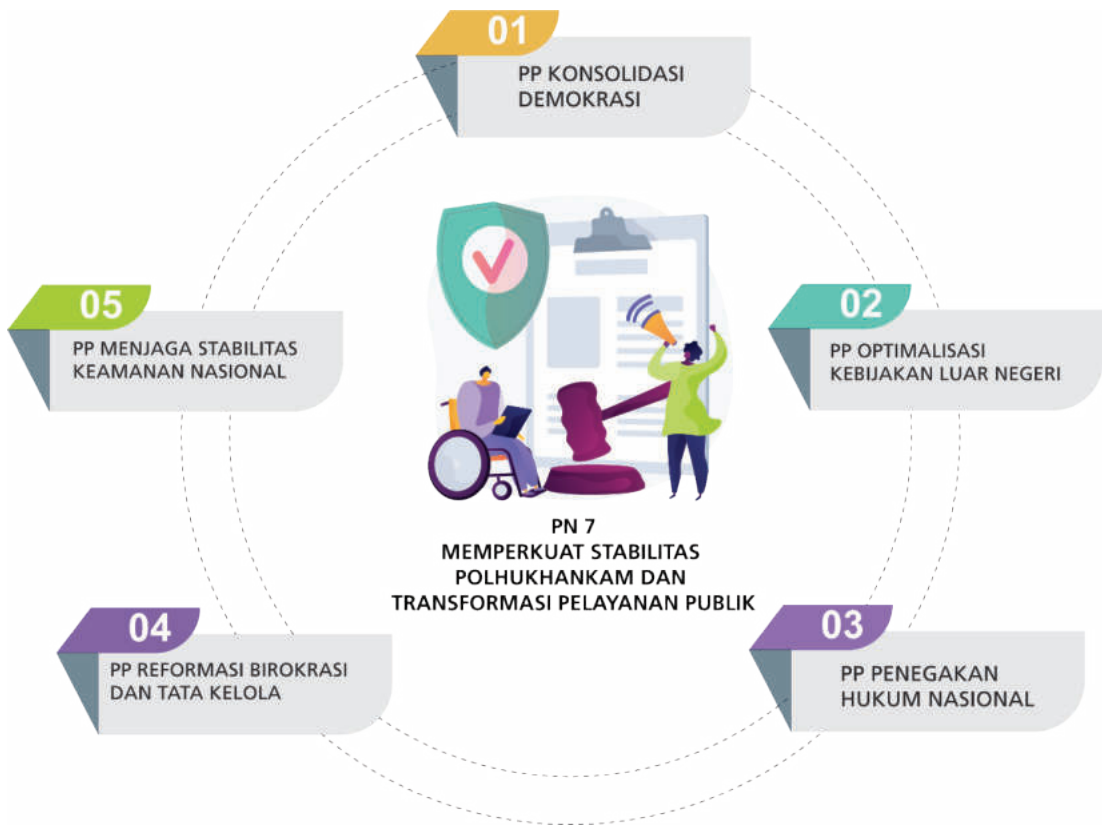 01
PP KONSOLIDASI
DEMOKRASI
02
PP OPTIMALISASI
KEBIJAKAN LUAR NEGERI
03
PP PENEGAKAN
HUKUM NASIONAL
04
PP REFORMASI BIROKRASI
DAN TATA KELOLA
05
PP MENJAGA STABILITAS
KEAMANAN NASIONAL
PN 7
MEMPERKUAT STABILITAS
POLHUKHANKAM DAN
TRANSFORMASI PELAYANAN PUBLIK